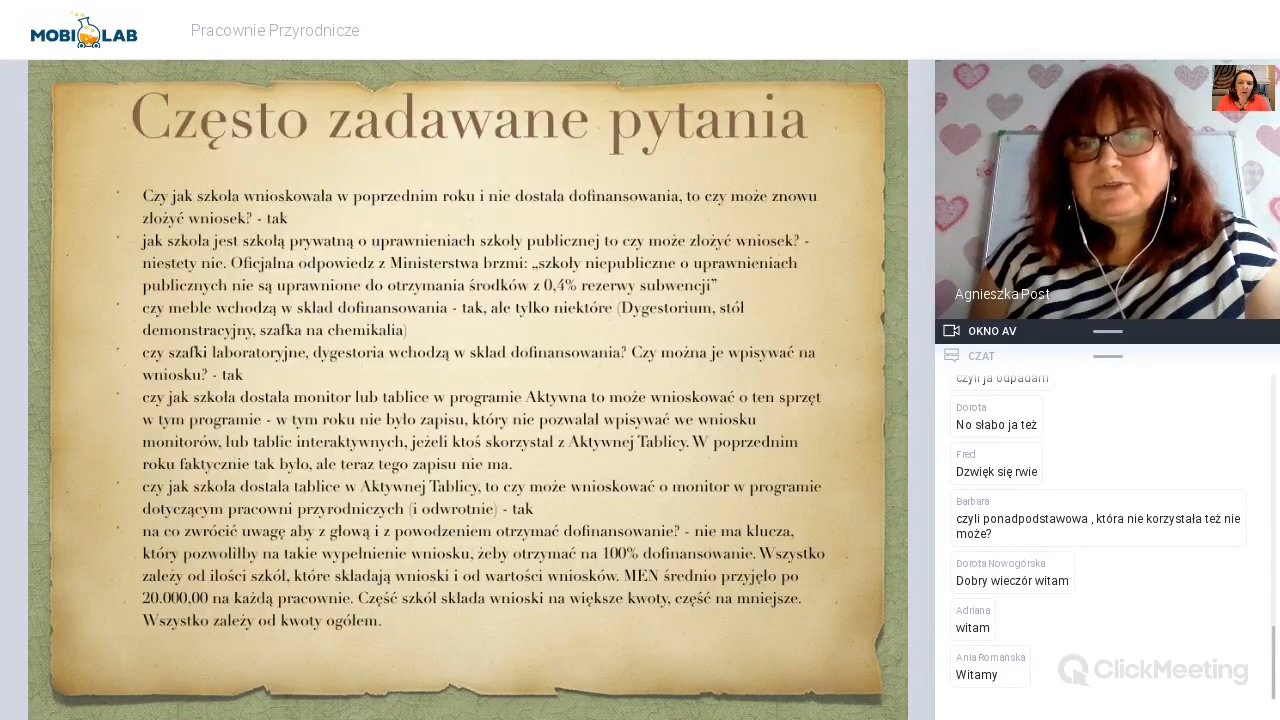 MOBI LAB
Pracownie Przyrodnicze
Często zadawane pytania
Czy jak szkoła wnioskowała w poprzednim roku i nie dostała dofinansowania, to czy może znowu
złożyć wniosek? - tak
jak szkoła jest szkołą prywatną o uprawnieniach szkoły publicznej to czy może złożyć wniosek? -
niestety nie. Oficjalna odpowiedz z Ministerstwa brzmi: „szkoły niepubliczne o uprawnieniach
publicznych nie są uprawnione do otrzymania środków z 0,4% rezerwy subwencji”
czy meble wchodzą w skład dofinansowania - tak, ale tylko niektóre (Dygestorium, stół
demonstracyjny, szafka na chemikalia)
czy szafki laboratoryjne, dygestoria wchodzą w skład dofinansowania? Czy można je wpisywać na
wniosku? - tak
czy jak szkoła dostała monitor lub tablice w programie Aktywna to może wnioskować o ten sprzęt
w tym programie - w tym roku nie było zapisu, który nie pozwalał wpisywać we wniosku
monitorów, lub tablic interaktywnych, jeżeli ktoś skorzystał z Aktywnej Tablicy. W poprzednim
roku faktycznie tak było, ale teraz tego zapisu nie ma.
czy jak szkoła dostała tablice w Aktywnej Tablicy, to czy może wnioskować o monitor w programie
dotyczącym pracowni przyrodniczych (i odwrotnie) - tak
na co zwrócić uwagę aby z głową i z powodzeniem otrzymać dofinansowanie? - nie ma klucza,
który pozwoliłby na takie wypełnienie wniosku, żeby otrzymać na 100% dofinansowanie. Wszystko
zależy od ilości szkół, które składają wnioski i od wartości wniosków. MEN średnio przyjęło po
20.000,00 na każdą pracownie. Część szkół składa wnioski na większe kwoty, część na mniejsze.
Wszystko zależy od kwoty ogółem.
Agnieszka Post
OKNO AV
CZAT
czyli ja odpadam
Dorota
No słabo ja też
Fred
Dzwięk się rwie
Barbara
czyli ponadpodstawowa , która nie korzystała też nie
może?
Dorota Nowogórska
Dobry wieczór witam
Adriana
witam
Ania Romańska
Witamy
ClickMeeting